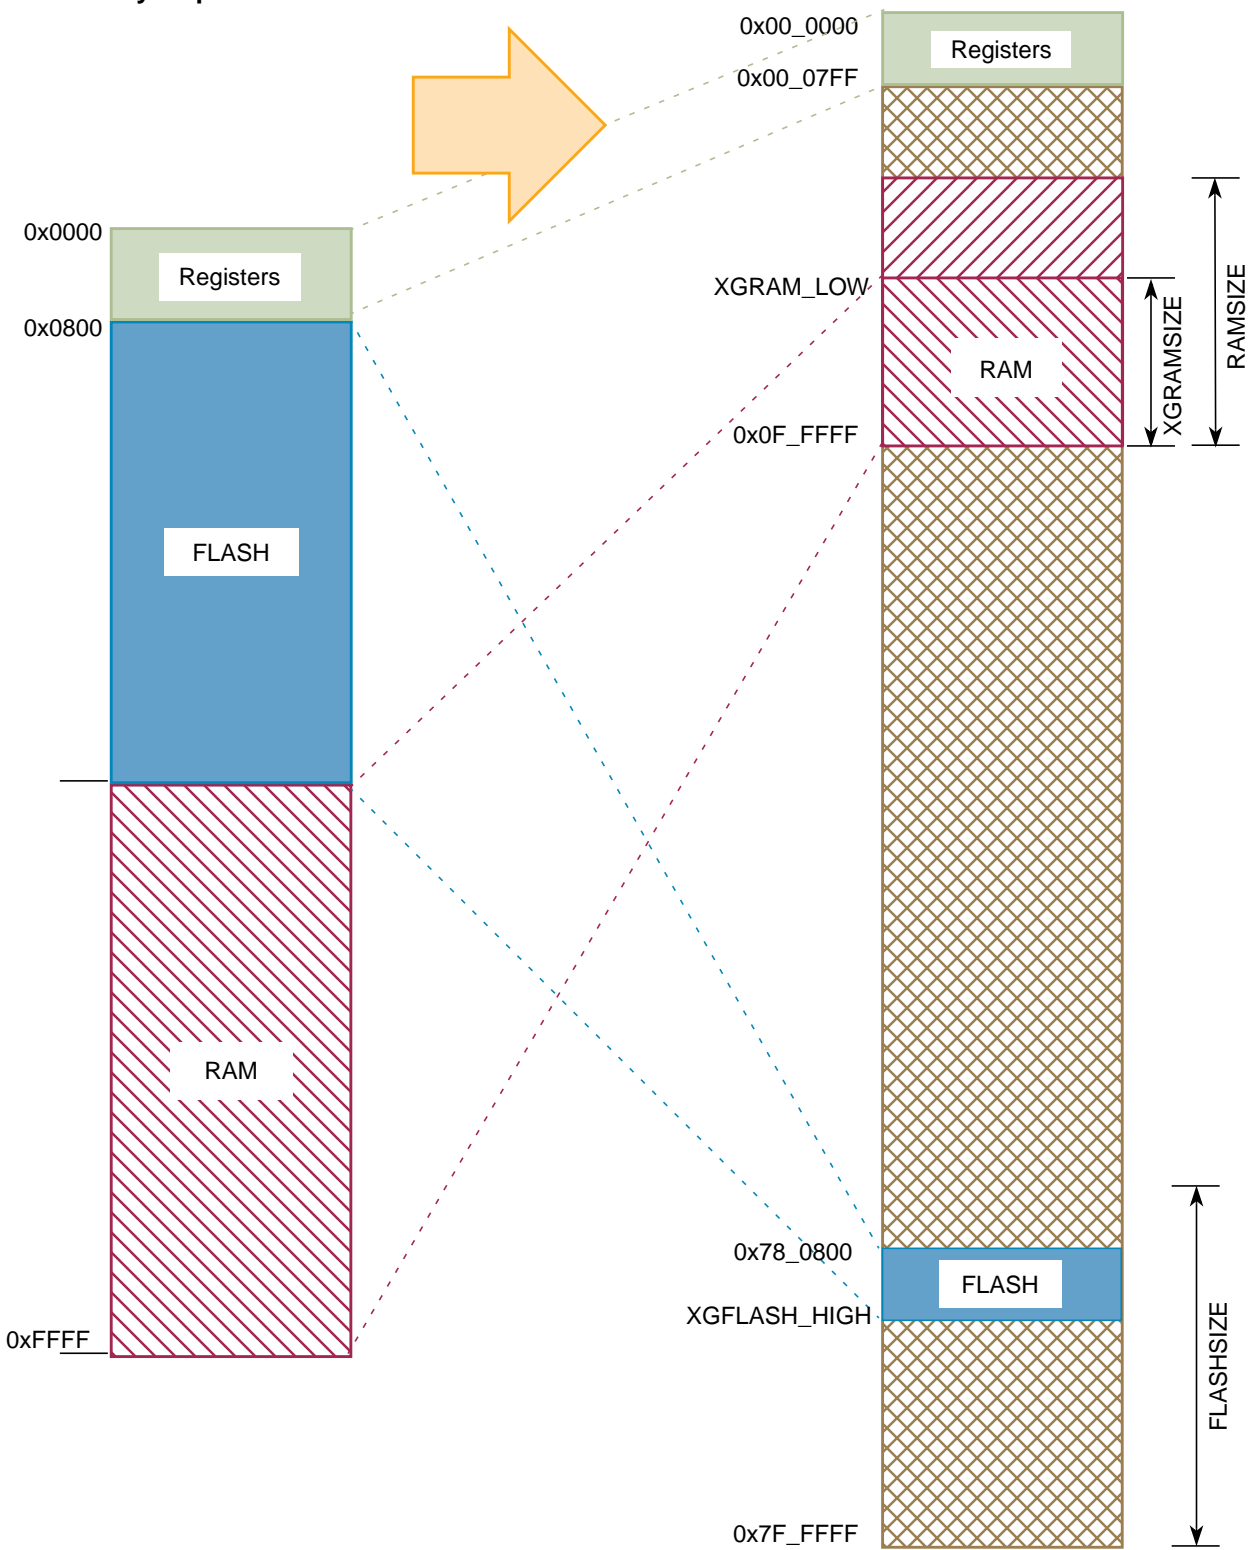 0x00_0000
Registers
0x00_07FF
0x0000
Registers
XGRAM_LOW
0x0800
RAM
XGRAMSIZE
RAMSIZE
0x0F_FFFF
FLASH
RAM
0x78_0800
FLASH
XGFLASH_HIGH
0xFFFF
FLASHSIZE
0x7F_FFFF